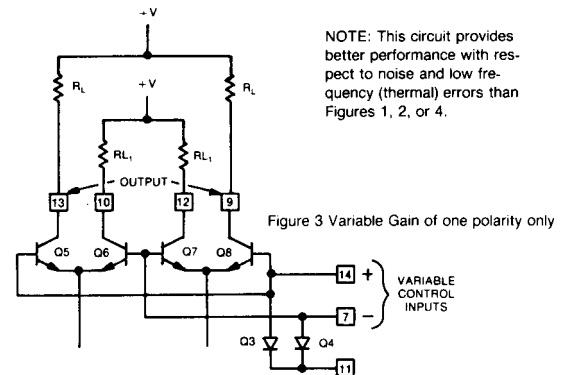 +V
NOTE: This circuit provides
better performance with res-
pect to noise and low fre-
quency (thermal) errors than
Figures 1, 2, or 4.
RL
+V
RL
RL1
RL1
OUTPUT
13
10
12
9
Figure 3 Variable Gain of one polarity only
Q5
Q6
Q7
Q8
14 +
VARIABLE
CONTROL
INPUTS
7 −
Q3
Q4
11